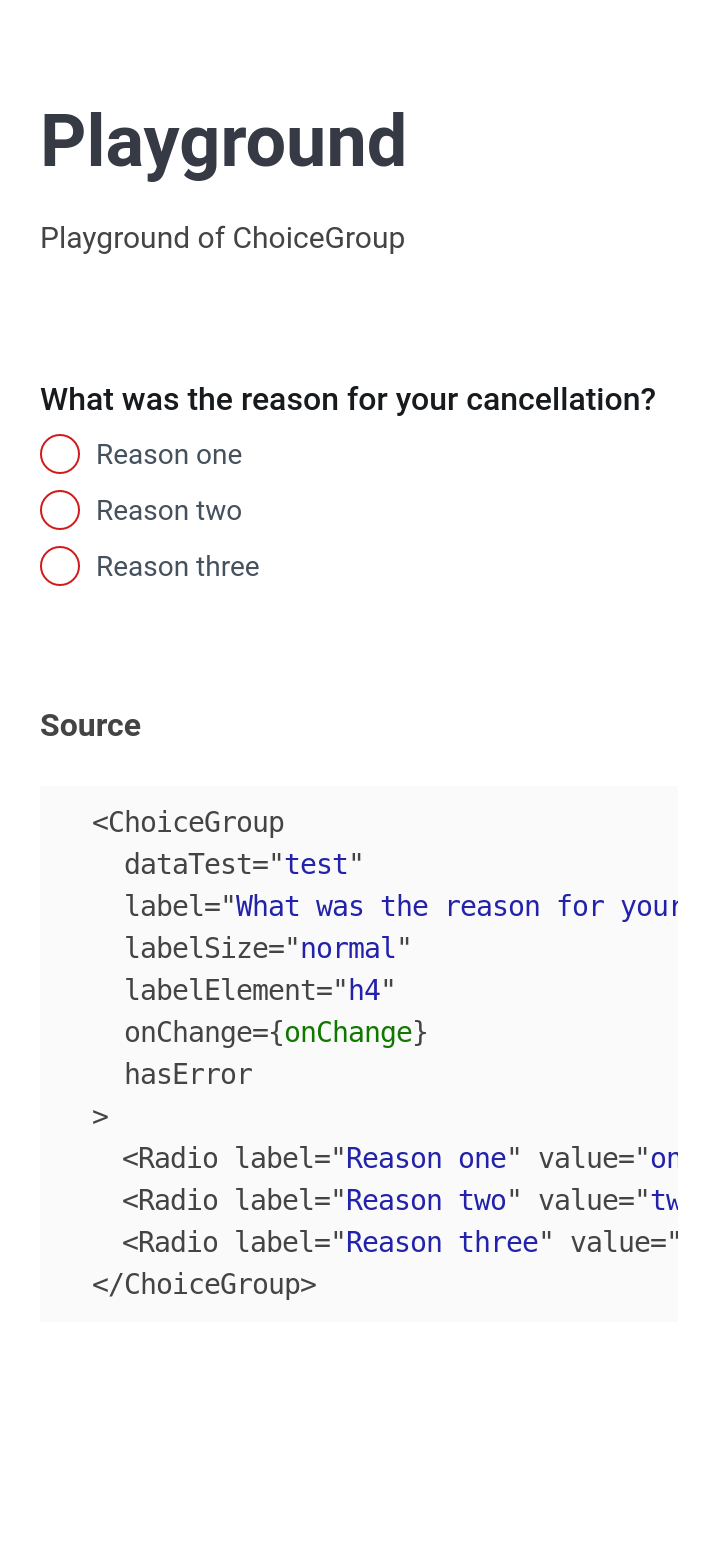 Playground
Playground of ChoiceGroup
What was the reason for your cancellation?
Reason one
Reason two
Reason three
Source
<ChoiceGroup
dataTest="test"
label="What was the reason for your
labelSize="normal"
labelElement="h4"
onChange={onChange}
hasError
>
<Radio label="Reason one" value="on
<Radio label="Reason two" value="tw
<Radio label="Reason three" value="
</ChoiceGroup>